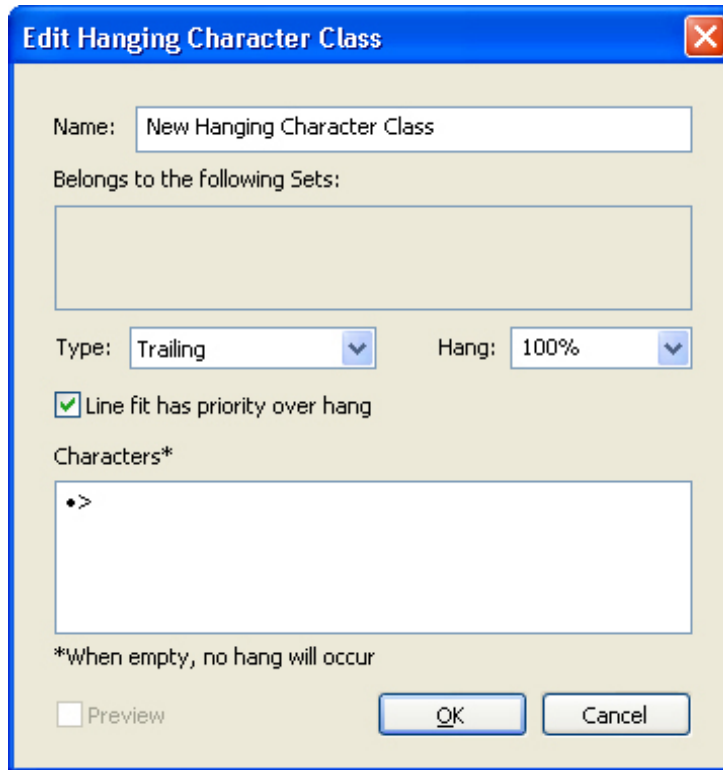 Edit Hanging Character Class
Name: New Hanging Character Class
Belongs to the following Sets:
Type: Trailing Hang: 100%
Line fit has priority over hang
Characters*
•>
*When empty, no hang will occur
Preview OK Cancel